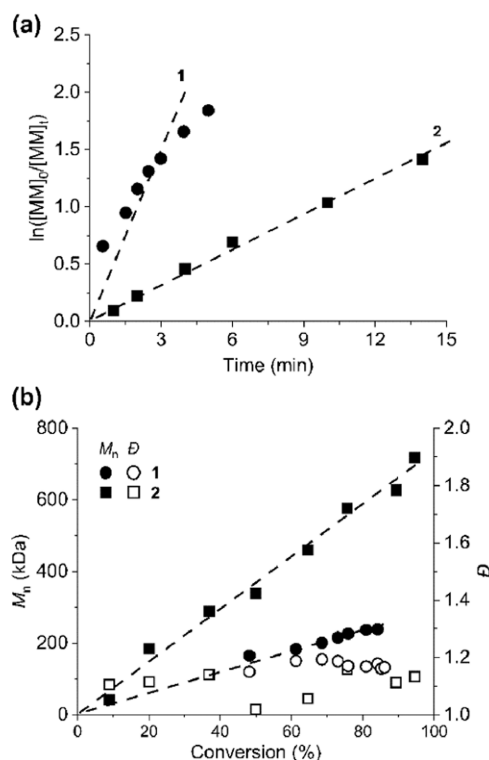 (a)
2.5
2.0
1.5
1.0
0.5
0.0
ln([MM]₀/[MM]ₜ)
1
2
0 3 6 9 12 15
Time (min)
(b)
800
600
400
200
0
Mn (kDa)
Mn Đ
1
2
2.0
1.8
1.6
1.4
1.2
1.0
Đ
0 20 40 60 80 100
Conversion (%)